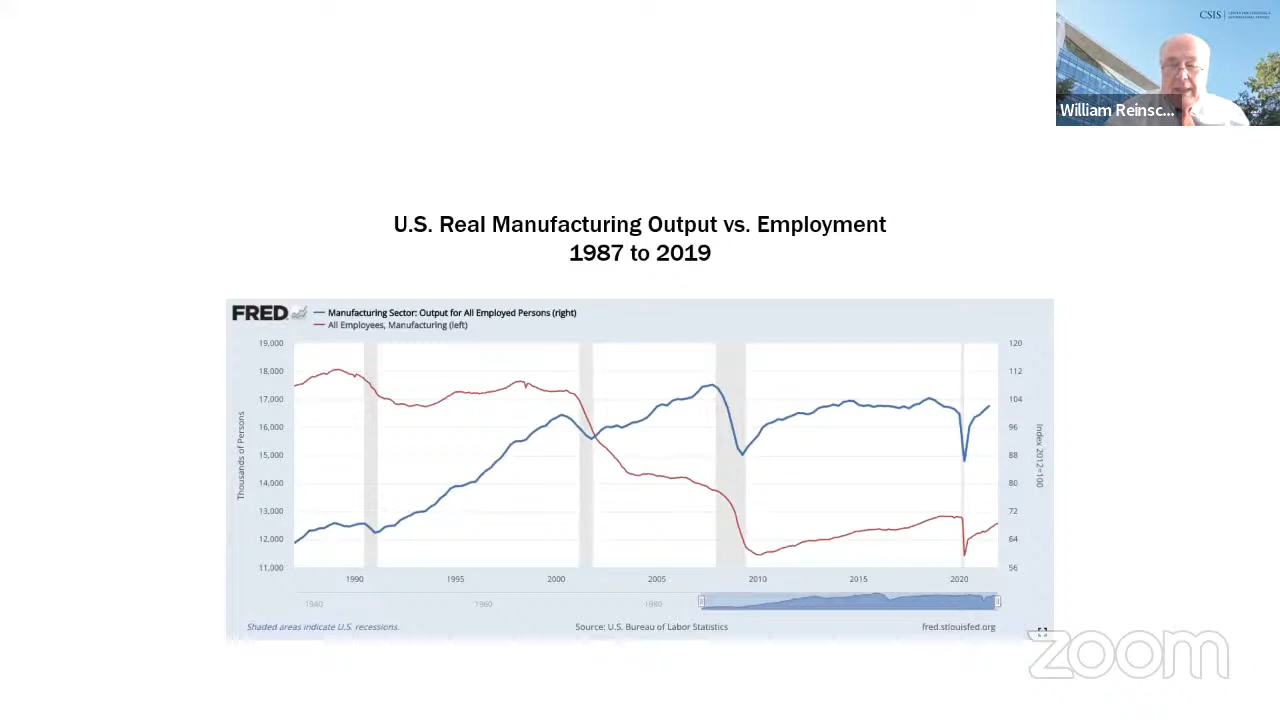 CSIS
William Reinsc...
U.S. Real Manufacturing Output vs. Employment
1987 to 2019
FRED
Manufacturing Sector: Output for All Employed Persons (right)
All Employees, Manufacturing (left)
19,000
18,000
17,000
16,000
15,000
14,000
13,000
12,000
11,000
Thousands of Persons
120
112
104
96
88
80
72
64
56
Index 2012=100
1990
1995
2000
2005
2010
2015
2020
1940
1960
1980
Shaded areas indicate U.S. recessions.
Source: U.S. Bureau of Labor Statistics
fred.stlouisfed.org
zoom